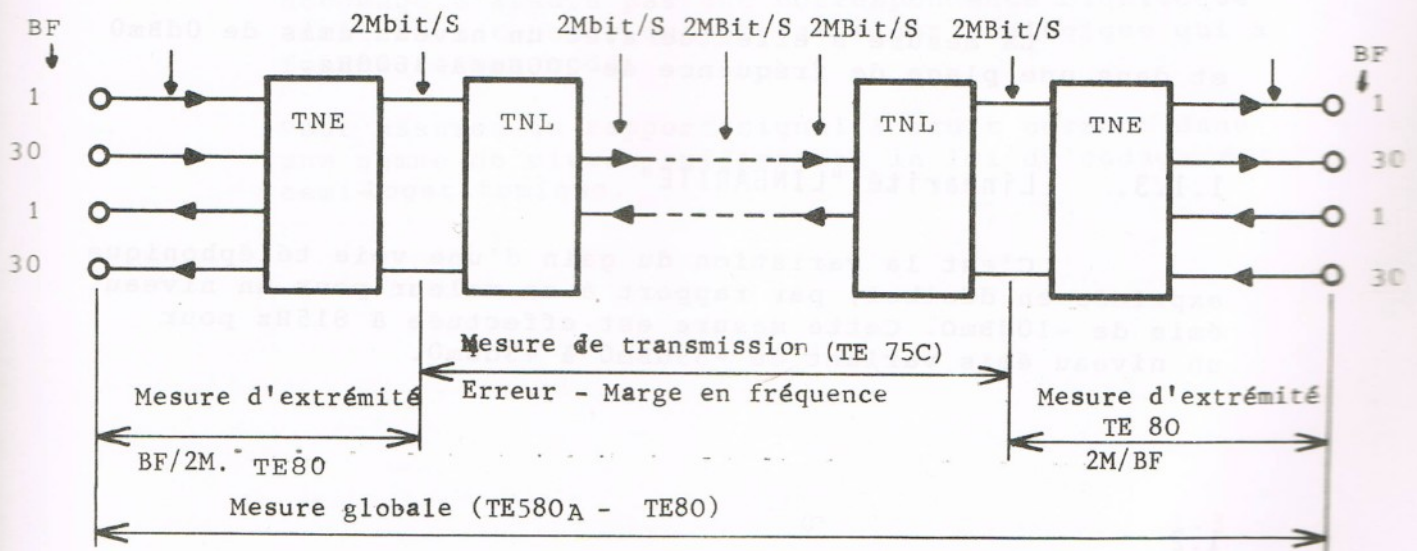 2Mbit/S 2Mbit/S 2MBit/S 2MBit/S 2MBit/S
BF BF
1 TNE TNL TNL TNE 1
30 30
1 1
30 30
Mesure de transmission (TE 75C)
Mesure d'extrémité Erreur - Marge en fréquence Mesure d'extrémité
TE 80
BF/2M. TE80 2M/BF
Mesure globale (TE580A - TE80)